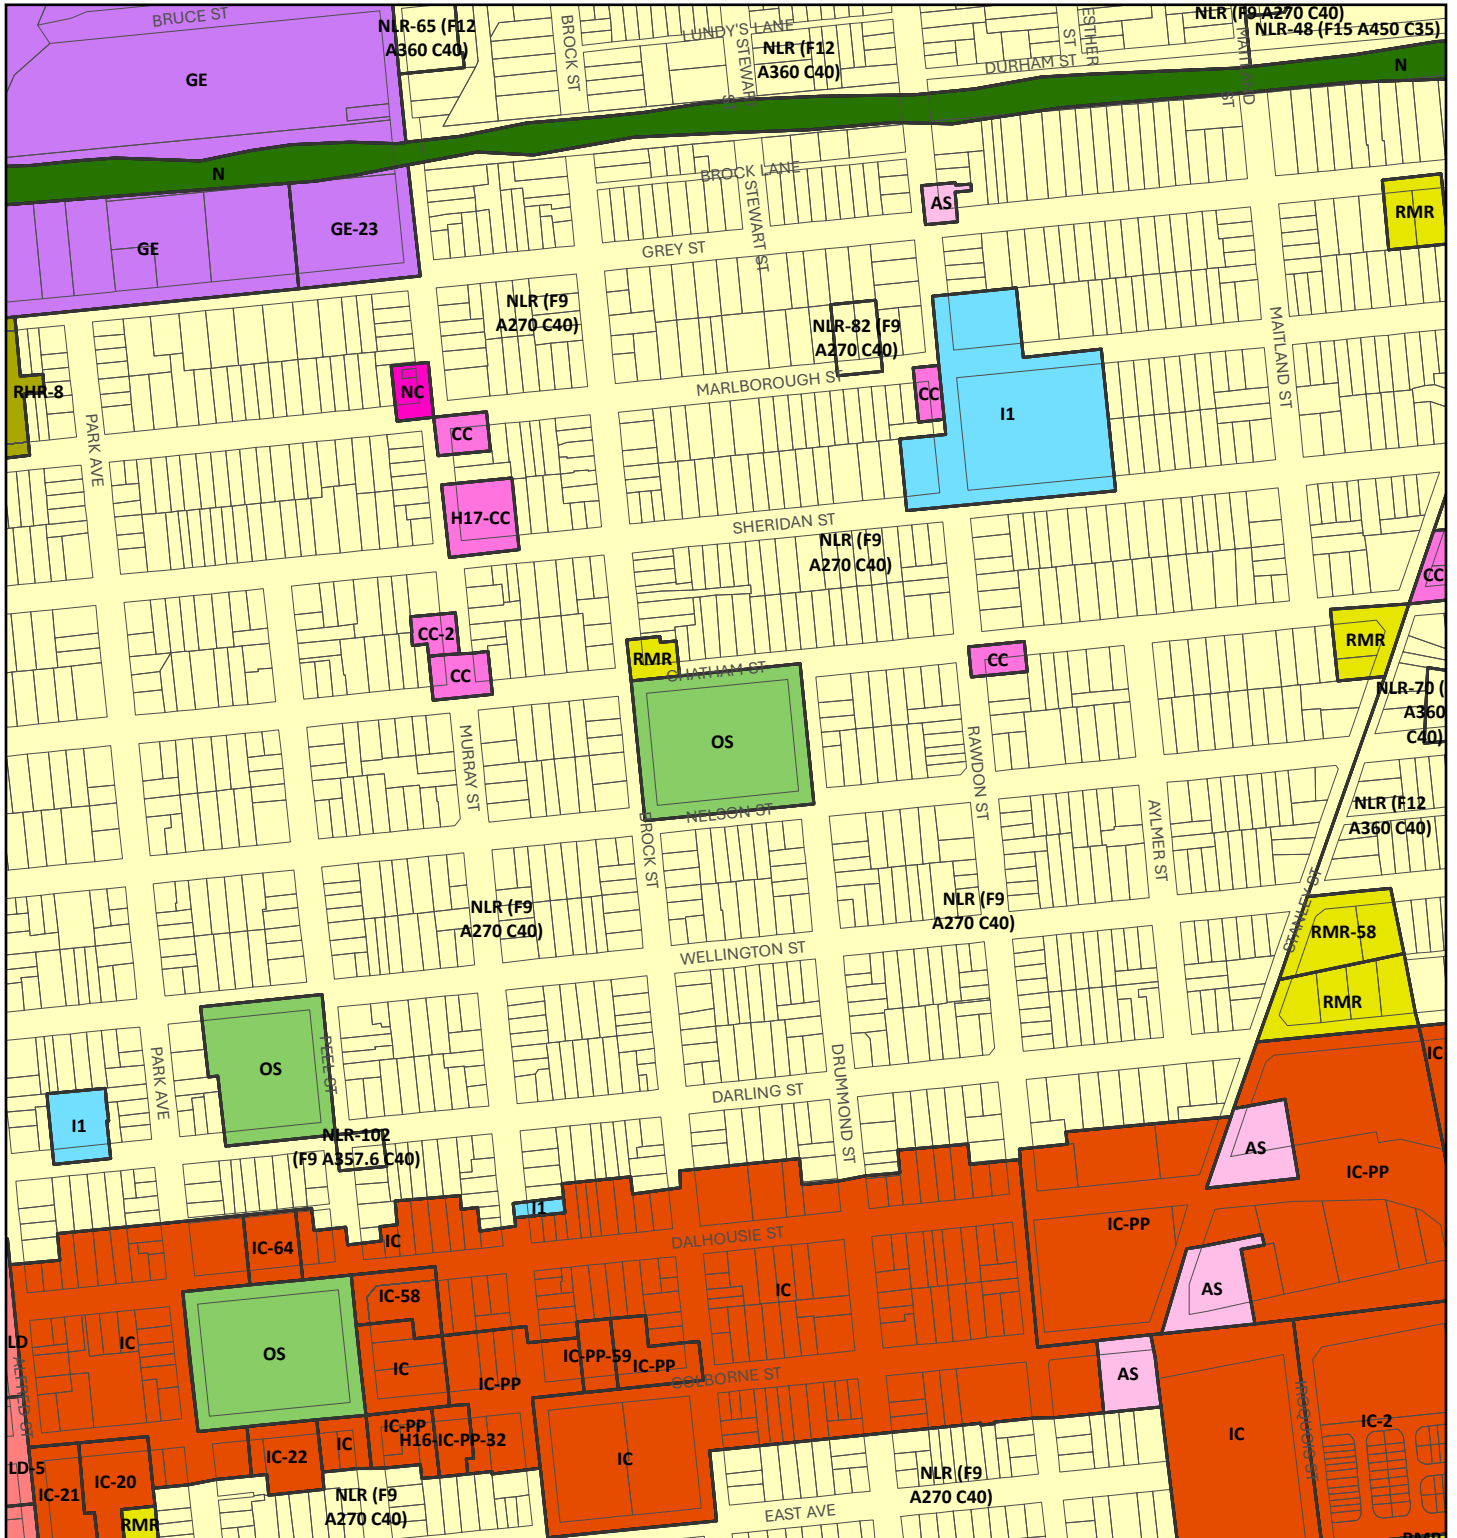 BRUCE ST
NLR-65 (F12
A360 C40)
BROCK ST
LUNDY'S LANE
STEWART
ST
NLR (F12
A360 C40)
ESTHER
ST
DURHAM ST
NLR (F9 A270 C40)
NLR-48 (F15 A450 C35)
MAITLAND
ST
GE
N
N
BROCK LANE
STEWART ST
AS
RMR
GE
GE-23
GREY ST
NLR (F9
A270 C40)
NLR-82 (F9
A270 C40)
MAITLAND ST
RHR-8
NC
MARLBOROUGH ST
CC
I1
PARK AVE
CC
H17-CC
SHERIDAN ST
NLR (F9
A270 C40)
CC
CC-2
CC
RMR
CHATHAM ST
CC
RMR
NLR-70 (
A360
C40)
OS
MURRAY ST
RAWDON ST
NELSON ST
BROCK ST
AYLMER ST
NLR (F12
A360 C40)
NLR (F9
A270 C40)
NLR (F9
A270 C40)
STANLEY ST
RMR-58
WELLINGTON ST
RMR
OS
PEEL ST
PARK AVE
DRUMMOND ST
IC
I1
DARLING ST
NLR-102
(F9 A357.6 C40)
AS
IC-PP
I1
IC-PP
IC-64
IC
DALHOUSIE ST
IC-58
IC
AS
LD
IC
OS
IC
IC-PP
IC-PP-59
IC-PP
COLBORNE ST
AS
ALFRED ST
IC-PP
H16-IC-PP-32
IROQUOIS ST
IC-2
IC
IC-22
IC
IC
LD-5
IC-21
IC-20
NLR (F9
A270 C40)
NLR (F9
A270 C40)
EAST AVE
RMR
RMR